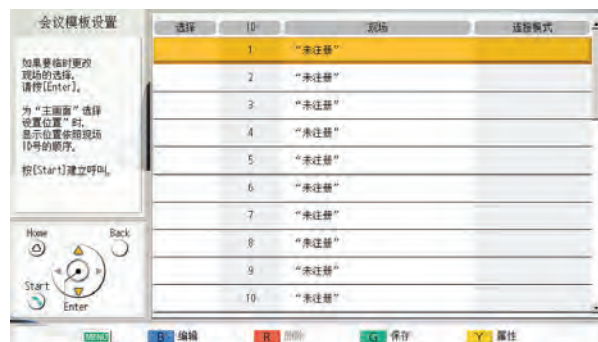 会议模板设置
如果要临时更改
现场的选择,
请按[Enter]。
为“主画面”选择
设置位置”时,
显示位置依照现场
ID号的顺序。
按[Start]建立呼叫。
Home
Back
Start
Enter
选择 ID 现场 连接模式
1 “未注册”
2 “未注册”
3 “未注册”
4 “未注册”
5 “未注册”
6 “未注册”
7 “未注册”
8 “未注册”
9 “未注册”
10 “未注册”
MENU B 编辑 R 删除 G 保存 Y 属性